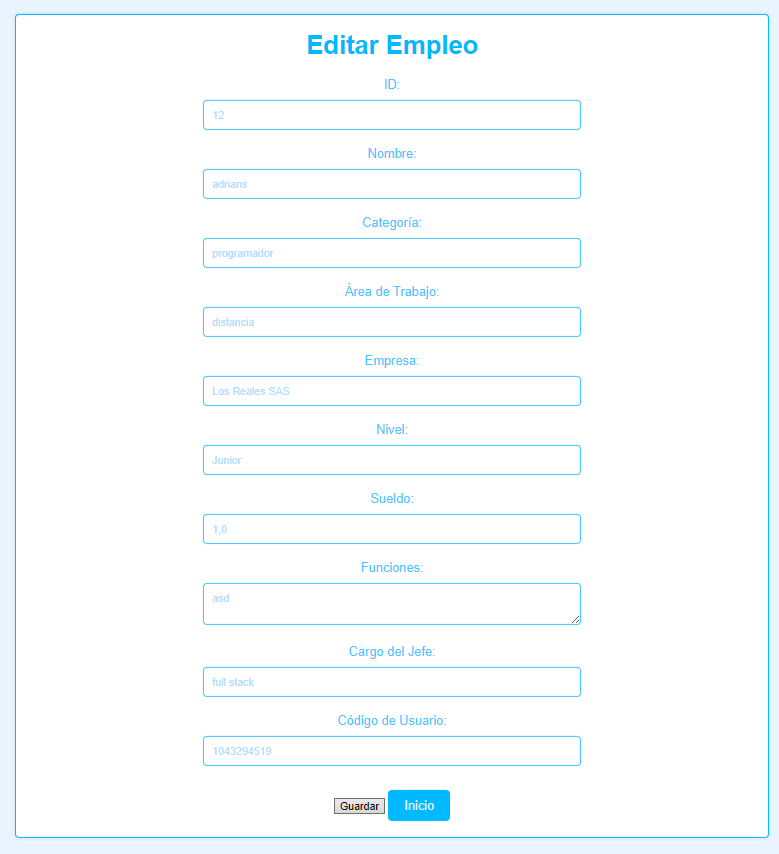 Editar Empleo
ID:
12
Nombre:
adrians
Categoría:
programador
Área de Trabajo:
distancia
Empresa:
Los Reales SAS
Nivel:
Junior
Sueldo:
1,0
Funciones:
asd
Cargo del Jefe:
full stack
Código de Usuario:
1043294519
Guardar Inicio